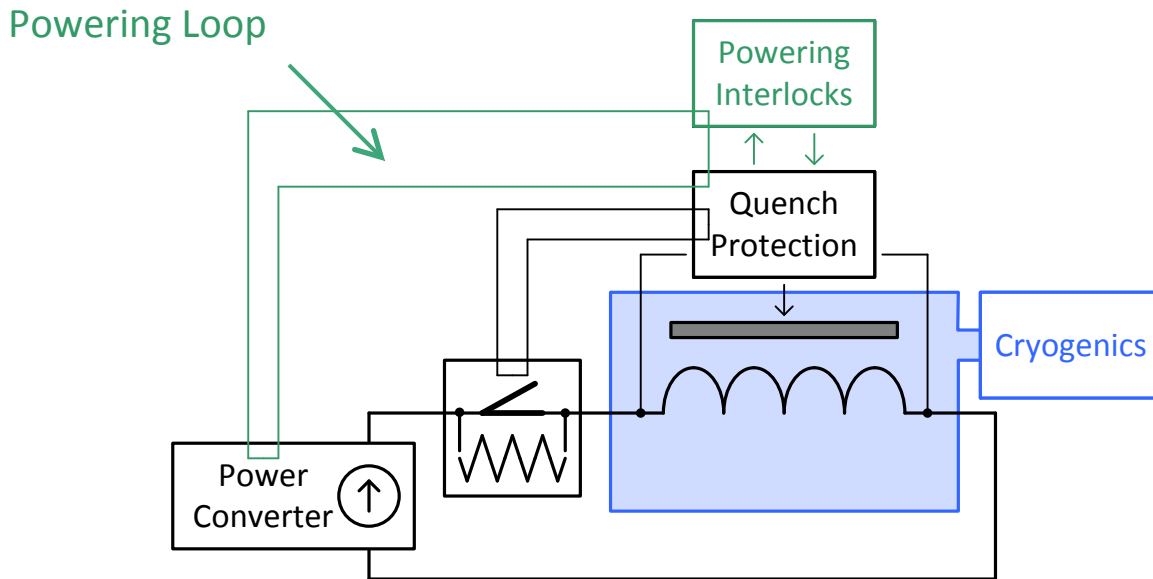 Powering Loop
Powering
Interlocks
Quench
Protection
Cryogenics
Power
Converter